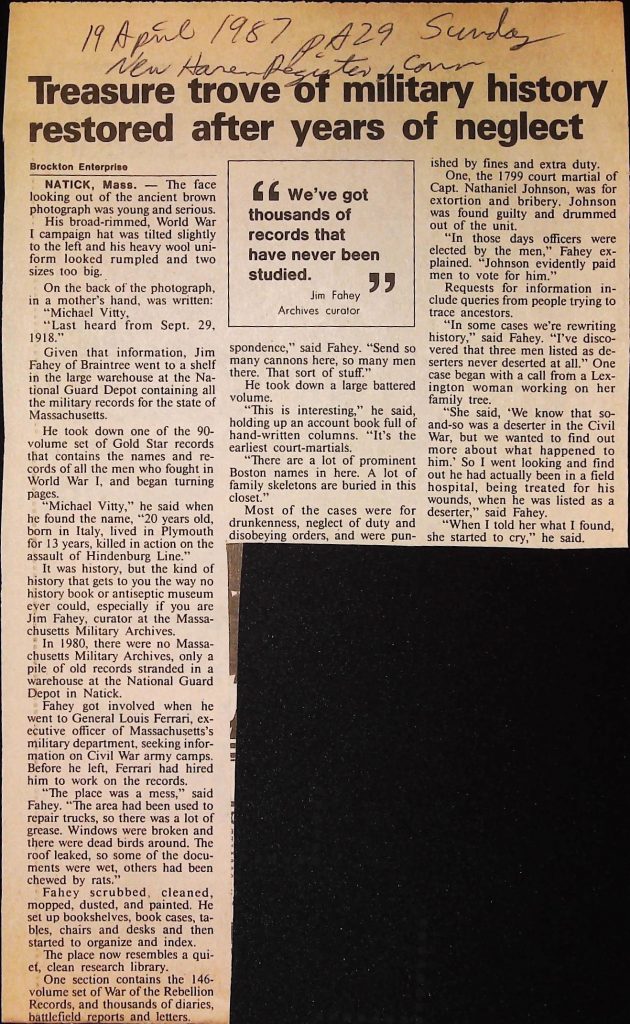 19 April 1987 p. A29 Sunday
New Haven Register, Conn
Treasure trove of military history
restored after years of neglect
Brockton Enterprise
NATICK, Mass. — The face
looking out of the ancient brown
photograph was young and serious.
His broad-rimmed, World War
I campaign hat was tilted slightly
to the left and his heavy wool uni-
form looked rumpled and two
sizes too big.
On the back of the photograph,
in a mother's hand, was written:
"Michael Vitty,
"Last heard from Sept. 29,
1918."
Given that information, Jim
Fahey of Braintree went to a shelf
in the large warehouse at the Na-
tional Guard Depot containing all
the military records for the state of
Massachusetts.
He took down one of the 90-
volume set of Gold Star records
that contains the names and re-
cords of all the men who fought in
World War I, and began turning
pages.
"Michael Vitty," he said when
he found the name, "20 years old,
born in Italy, lived in Plymouth
for 13 years, killed in action on the
assault of Hindenburg Line."
It was history, but the kind of
history that gets to you the way no
history book or antiseptic museum
ever could, especially if you are
Jim Fahey, curator at the Massa-
chusetts Military Archives.
In 1980, there were no Massa-
chusetts Military Archives, only a
pile of old records stranded in a
warehouse at the National Guard
Depot in Natick.
Fahey got involved when he
went to General Louis Ferrari, ex-
ecutive officer of Massachusetts's
military department, seeking infor-
mation on Civil War army camps.
Before he left, Ferrari had hired
him to work on the records.
"The place was a mess," said
Fahey. "The area had been used to
repair trucks, so there was a lot of
grease. Windows were broken and
there were dead birds around. The
roof leaked, so some of the docu-
ments were wet, others had been
chewed by rats."
Fahey scrubbed, cleaned,
mopped, dusted, and painted. He
set up bookshelves, book cases, ta-
bles, chairs and desks and then
started to organize and index.
The place now resembles a qui-
et, clean research library.
One section contains the 146-
volume set of War of the Rebellion
Records, and thousands of diaries,
battlefield reports and letters.
“ We've got
thousands of
records that
have never been
studied. ”
Jim Fahey
Archives curator
spondence," said Fahey. "Send so
many cannons here, so many men
there. That sort of stuff."
He took down a large battered
volume.
"This is interesting," he said,
holding up an account book full of
hand-written columns. "It's the
earliest court-martials.
"There are a lot of prominent
Boston names in here. A lot of
family skeletons are buried in this
closet."
Most of the cases were for
drunkenness, neglect of duty and
disobeying orders, and were pun-
ished by fines and extra duty.
One, the 1799 court martial of
Capt. Nathaniel Johnson, was for
extortion and bribery. Johnson
was found guilty and drummed
out of the unit.
"In those days officers were
elected by the men," Fahey ex-
plained. "Johnson evidently paid
men to vote for him."
Requests for information in-
clude queries from people trying to
trace ancestors.
"In some cases we're rewriting
history," said Fahey. "I've disco-
vered that three men listed as de-
serters never deserted at all." One
case began with a call from a Lex-
ington woman working on her
family tree.
"She said, 'We know that so-
and-so was a deserter in the Civil
War, but we wanted to find out
more about what happened to
him.' So I went looking and find
out he had actually been in a field
hospital, being treated for his
wounds, when he was listed as a
deserter," said Fahey.
"When I told her what I found,
she started to cry," he said.